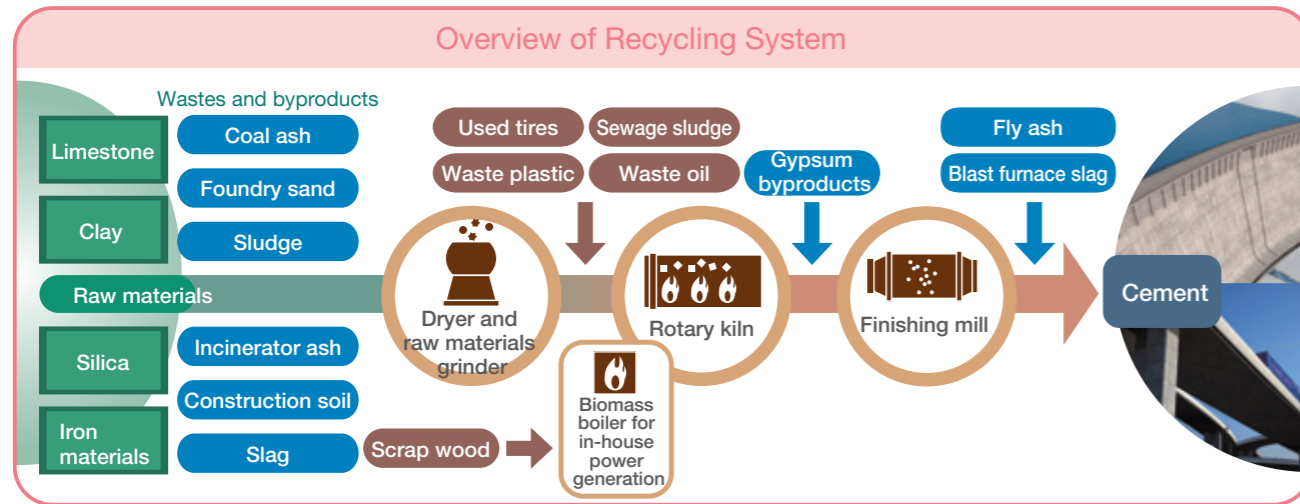 Overview of Recycling System
Wastes and byproducts
Limestone
Clay
Raw materials
Silica
Iron
materials
Coal ash
Foundry sand
Sludge
Incinerator ash
Construction soil
Slag
Used tires
Sewage sludge
Waste plastic
Waste oil
Gypsum
byproducts
Fly ash
Blast furnace slag
Dryer and
raw materials
grinder
Rotary kiln
Finishing mill
Cement
Scrap wood
Biomass
boiler for
in-house
power
generation